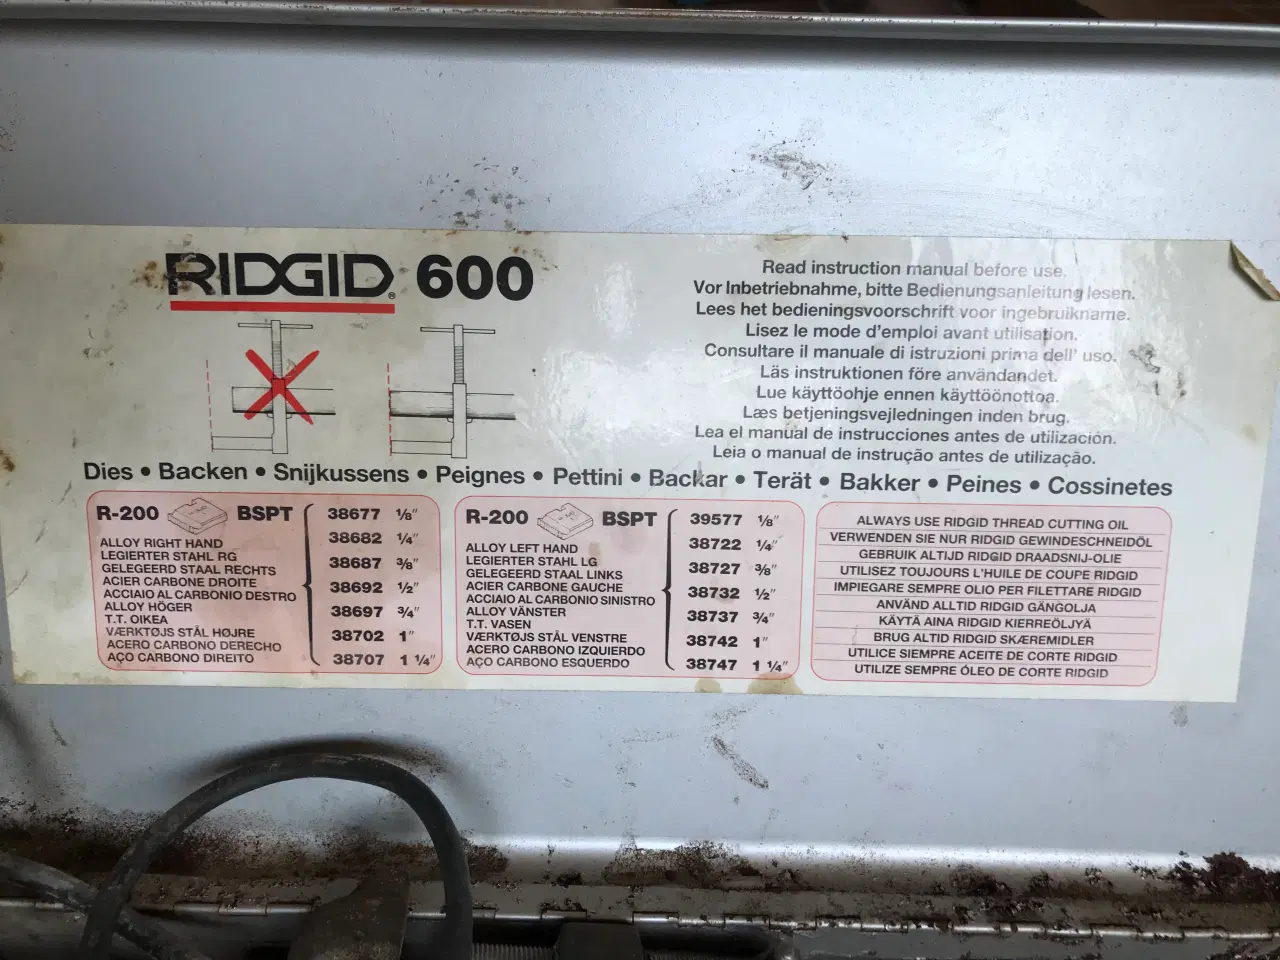 RIDGID® 600
Read instruction manual before use.
Vor Inbetriebnahme, bitte Bedienungsanleitung lesen.
Lees het bedieningsvoorschrift voor ingebruikname.
Lisez le mode d'emploi avant utilisation.
Consultare il manuale di istruzioni prima dell' uso.
Läs instruktionen före användandet.
Lue käyttöohje ennen käyttöönottoa.
Læs betjeningsvejledningen inden brug.
Lea el manual de instrucciones antes de utilización.
Leia o manual de instrução antes de utilização.
Dies • Backen • Snijkussens • Peignes • Pettini • Backar • Terät • Bakker • Peines • Cossinetes
R-200 BSPT
ALLOY RIGHT HAND
LEGIERTER STAHL RG
GELEGEERD STAAL RECHTS
ACIER CARBONE DROITE
ACCIAIO AL CARBONIO DESTRO
ALLOY HÖGER
T.T. OIKEA
VÆRKTØJS STÅL HØJRE
ACERO CARBONO DERECHO
AÇO CARBONO DIREITO
38677 1/8"
38682 1/4"
38687 3/8"
38692 1/2"
38697 3/4"
38702 1"
38707 1 1/4"
R-200 BSPT
ALLOY LEFT HAND
LEGIERTER STAHL LG
GELEGEERD STAAL LINKS
ACIER CARBONE GAUCHE
ACCIAIO AL CARBONIO SINISTRO
ALLOY VÄNSTER
T.T. VASEN
VÆRKTØJS STÅL VENSTRE
ACERO CARBONO IZQUIERDO
AÇO CARBONO ESQUERDO
39577 1/8"
38722 1/4"
38727 3/8"
38732 1/2"
38737 3/4"
38742 1"
38747 1 1/4"
ALWAYS USE RIDGID THREAD CUTTING OIL
VERWENDEN SIE NUR RIDGID GEWINDESCHNEIDÖL
GEBRUIK ALTIJD RIDGID DRAADSNIJ-OLIE
UTILISEZ TOUJOURS L'HUILE DE COUPE RIDGID
IMPIEGARE SEMPRE OLIO PER FILETTARE RIDGID
ANVÄND ALLTID RIDGID GÄNGOLJA
KÄYTÄ AINA RIDGID KIERREÖLJYÄ
BRUG ALTID RIDGID SKÆREMIDLER
UTILICE SIEMPRE ACEITE DE CORTE RIDGID
UTILIZE SEMPRE ÓLEO DE CORTE RIDGID